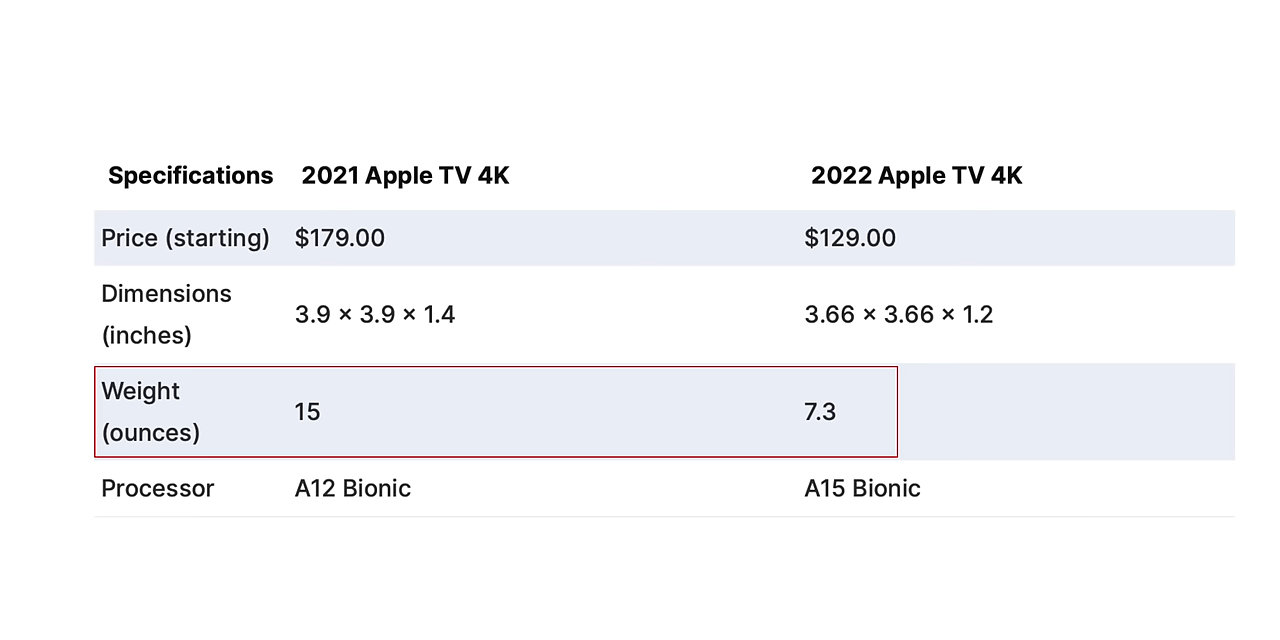 Specifications 2021 Apple TV 4K 2022 Apple TV 4K
Price (starting) $179.00 $129.00
Dimensions (inches) 3.9 × 3.9 × 1.4 3.66 × 3.66 × 1.2
Weight (ounces) 15 7.3
Processor A12 Bionic A15 Bionic